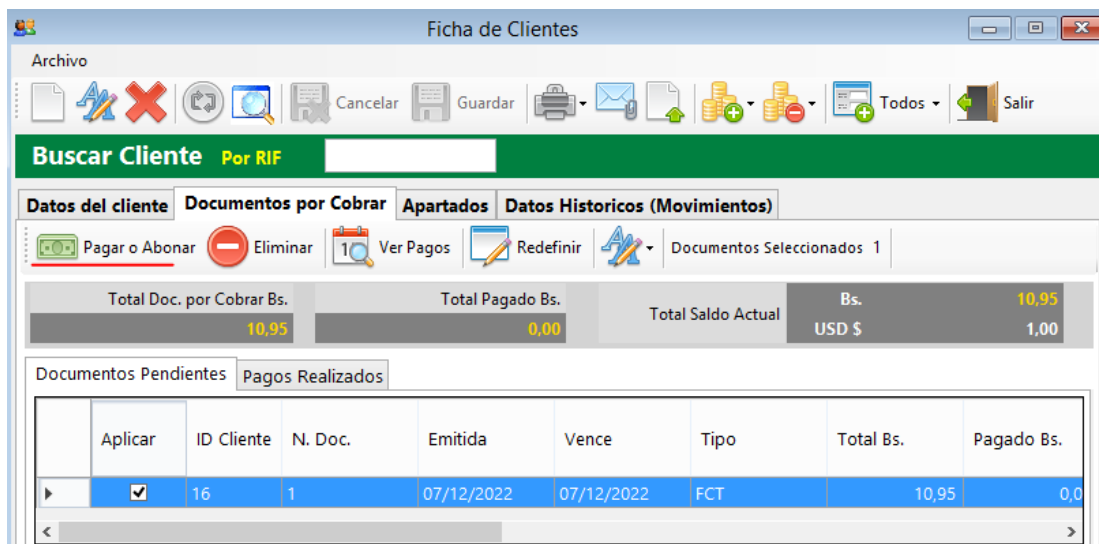 Ficha de Clientes
Archivo
Cancelar Guardar Todos Salir
Buscar Cliente Por RIF
Datos del cliente Documentos por Cobrar Apartados Datos Historicos (Movimientos)
Pagar o Abonar Eliminar 10 Ver Pagos Redefinir Documentos Seleccionados 1
Total Doc. por Cobrar Bs. Total Pagado Bs. Total Saldo Actual Bs. 10,95
10,95 0,00 USD $ 1,00
Documentos Pendientes Pagos Realizados
Aplicar ID Cliente N. Doc. Emitida Vence Tipo Total Bs. Pagado Bs.
16 1 07/12/2022 07/12/2022 FCT 10,95 0,0